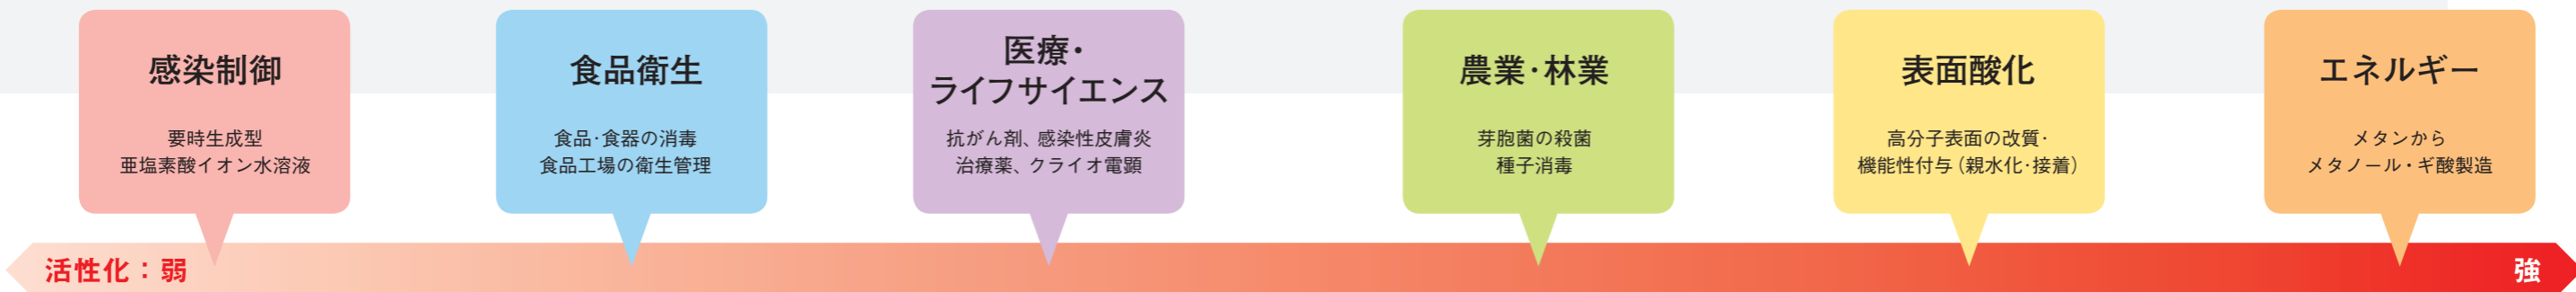 感染制御
要時生成型
亜塩素酸イオン水溶液
食品衛生
食品・食器の消毒
食品工場の衛生管理
医療・
ライフサイエンス
抗がん剤、感染性皮膚炎
治療薬、クライオ電顕
農業・林業
芽胞菌の殺菌
種子消毒
表面酸化
高分子表面の改質・
機能性付与(親水化・接着)
エネルギー
メタンから
メタノール・ギ酸製造
活性化：弱
強